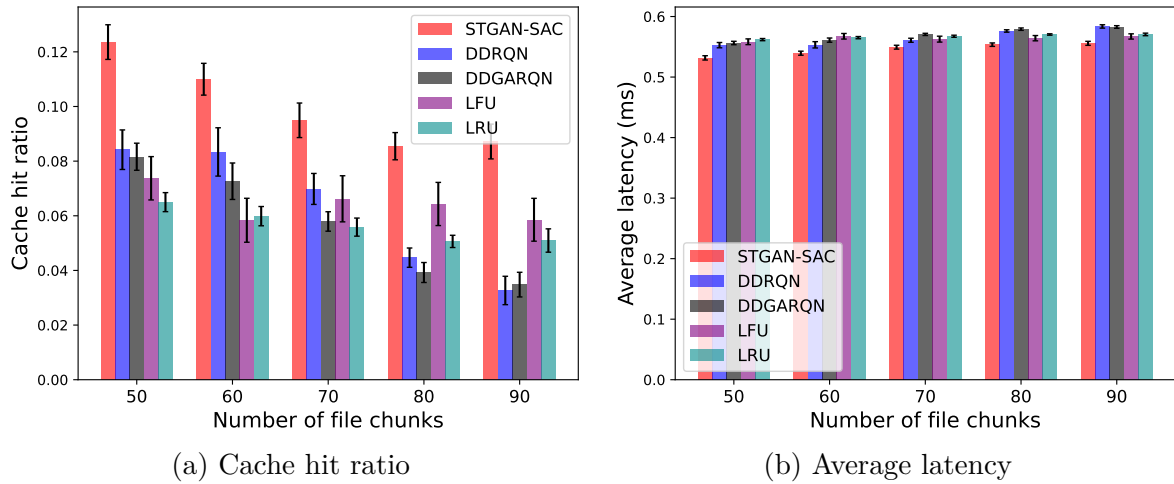 0.12
0.10
0.08
0.06
0.04
0.02
0.00
Cache hit ratio
STGAN-SAC
DDRQN
DDGARQN
LFU
LRU
50 60 70 80 90
Number of file chunks
(a) Cache hit ratio
0.6
0.5
0.4
0.3
0.2
0.1
0.0
Average latency (ms)
STGAN-SAC
DDRQN
DDGARQN
LFU
LRU
50 60 70 80 90
Number of file chunks
(b) Average latency